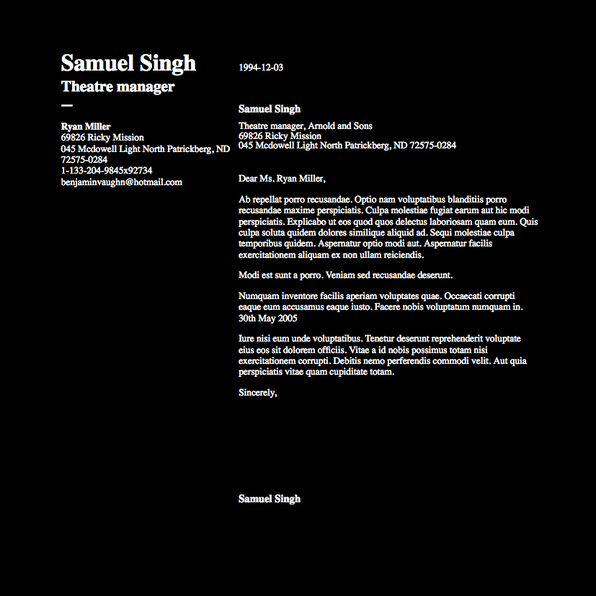 Samuel Singh
Theatre manager
Ryan Miller
69826 Ricky Mission
045 Mcdowell Light North Patrickberg, ND
72575-0284
1-133-204-9845x92734
benjaminvaughn@hotmail.com
1994-12-03
Samuel Singh
Theatre manager, Arnold and Sons
69826 Ricky Mission
045 Mcdowell Light North Patrickberg, ND 72575-0284
Dear Ms. Ryan Miller,
Ab repellat porro recusandae. Optio nam voluptatibus blanditiis porro
recusandae maxime perspiciatis. Culpa molestiae fugiat earum aut hic modi
perspiciatis. Explicabo ut eos quod quos delectus laboriosam quam eum. Quis
culpa soluta quidem dolores similique aliquid ad. Sequi molestiae culpa
temporibus quidem. Aspernatur optio modi aut. Aspernatur facilis
exercitationem aliquam ex non ullam reiciendis.
Modi est sunt a porro. Veniam sed recusandae deserunt.
Numquam inventore facilis aperiam voluptates quae. Occaecati corrupti
eaque eum accusamus eaque iusto. Facere nobis voluptatum numquam in.
30th May 2005
Iure nisi eum unde voluptatibus. Tenetur deserunt reprehenderit voluptate
eius eos sit dolorem officiis. Vitae a id nobis possimus totam nisi
exercitationem corrupti. Debitis nemo perferendis commodi velit. Aut quia
perspiciatis vitae quam cupiditate totam.
Sincerely,
Samuel Singh